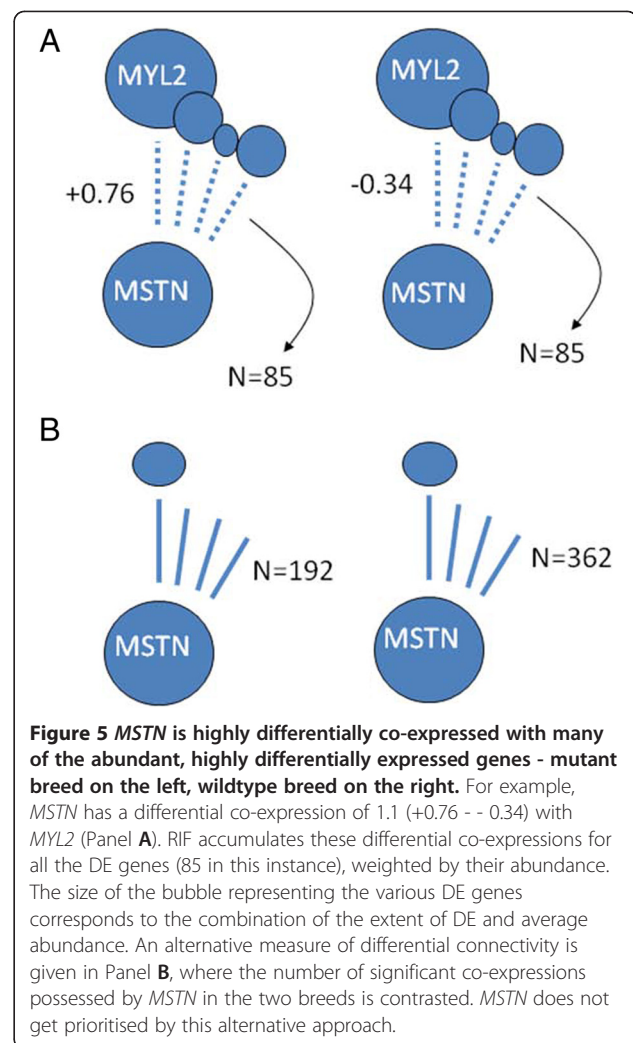 A
MYL2
MYL2
+0.76
-0.34
MSTN
MSTN
N=85
N=85
B
N=192
N=362
MSTN
MSTN
Figure 5 MSTN is highly differentially co-expressed with many
of the abundant, highly differentially expressed genes - mutant
breed on the left, wildtype breed on the right. For example,
MSTN has a differential co-expression of 1.1 (+0.76 - - 0.34) with
MYL2 (Panel A). RIF accumulates these differential co-expressions for
all the DE genes (85 in this instance), weighted by their abundance.
The size of the bubble representing the various DE genes
corresponds to the combination of the extent of DE and average
abundance. An alternative measure of differential connectivity is
given in Panel B, where the number of significant co-expressions
possessed by MSTN in the two breeds is contrasted. MSTN does not
get prioritised by this alternative approach.